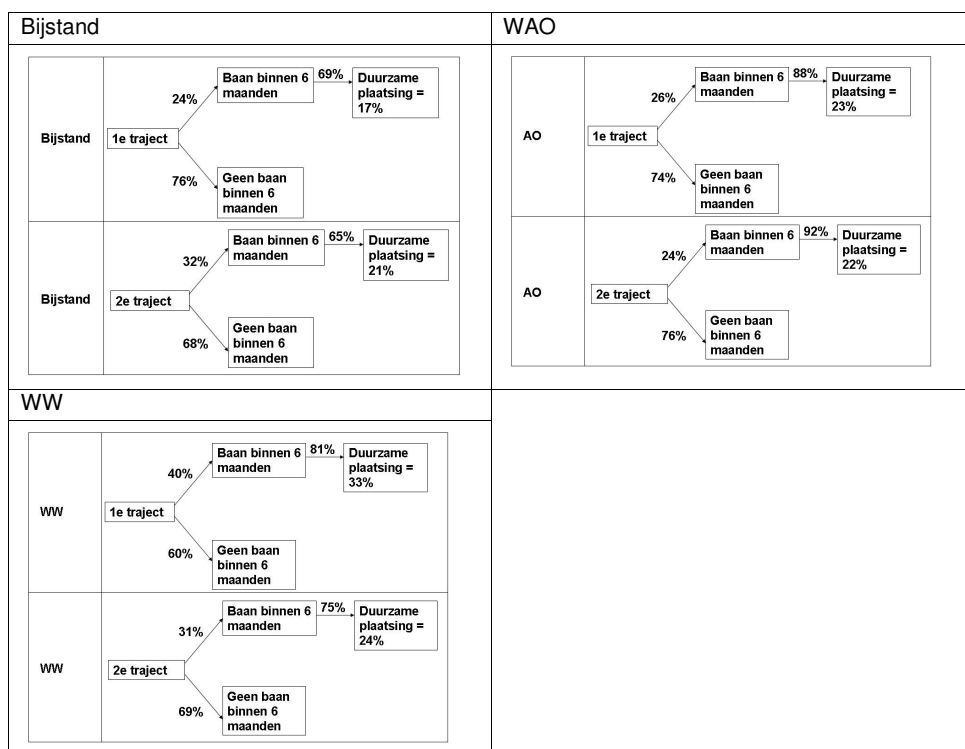 Bijstand
Bijstand
1e traject
24%
76%
Baan binnen 6
maanden
69%
Duurzame
plaatsing =
17%
Geen baan
binnen 6
maanden
Bijstand
2e traject
32%
68%
Baan binnen 6
maanden
65%
Duurzame
plaatsing =
21%
Geen baan
binnen 6
maanden
WAO
AO
1e traject
26%
74%
Baan binnen 6
maanden
88%
Duurzame
plaatsing =
23%
Geen baan
binnen 6
maanden
AO
2e traject
24%
76%
Baan binnen 6
maanden
92%
Duurzame
plaatsing =
22%
Geen baan
binnen 6
maanden
WW
WW
1e traject
40%
60%
Baan binnen 6
maanden
81%
Duurzame
plaatsing =
33%
Geen baan
binnen 6
maanden
WW
2e traject
31%
69%
Baan binnen 6
maanden
75%
Duurzame
plaatsing =
24%
Geen baan
binnen 6
maanden